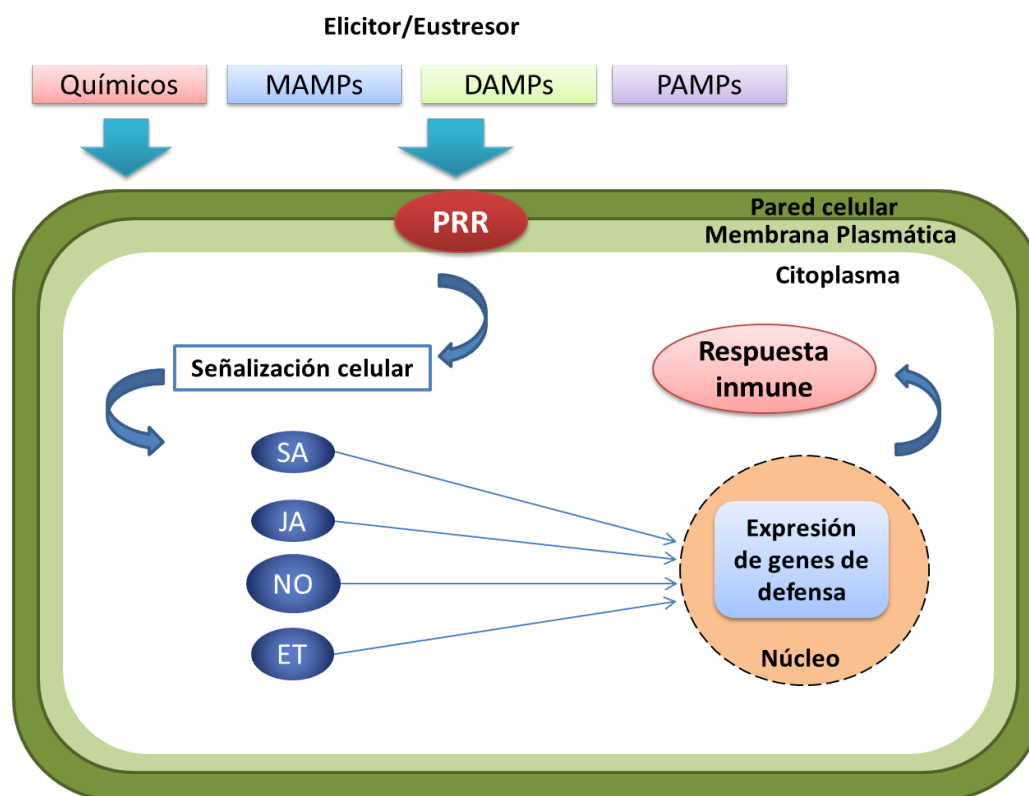 Elicitor/Eustresor
Químicos
MAMPs
DAMPs
PAMPs
PRR
Pared celular
Membrana Plasmática
Citoplasma
Señalización celular
Respuesta
inmune
SA
JA
NO
ET
Expresión
de genes de
defensa
Núcleo